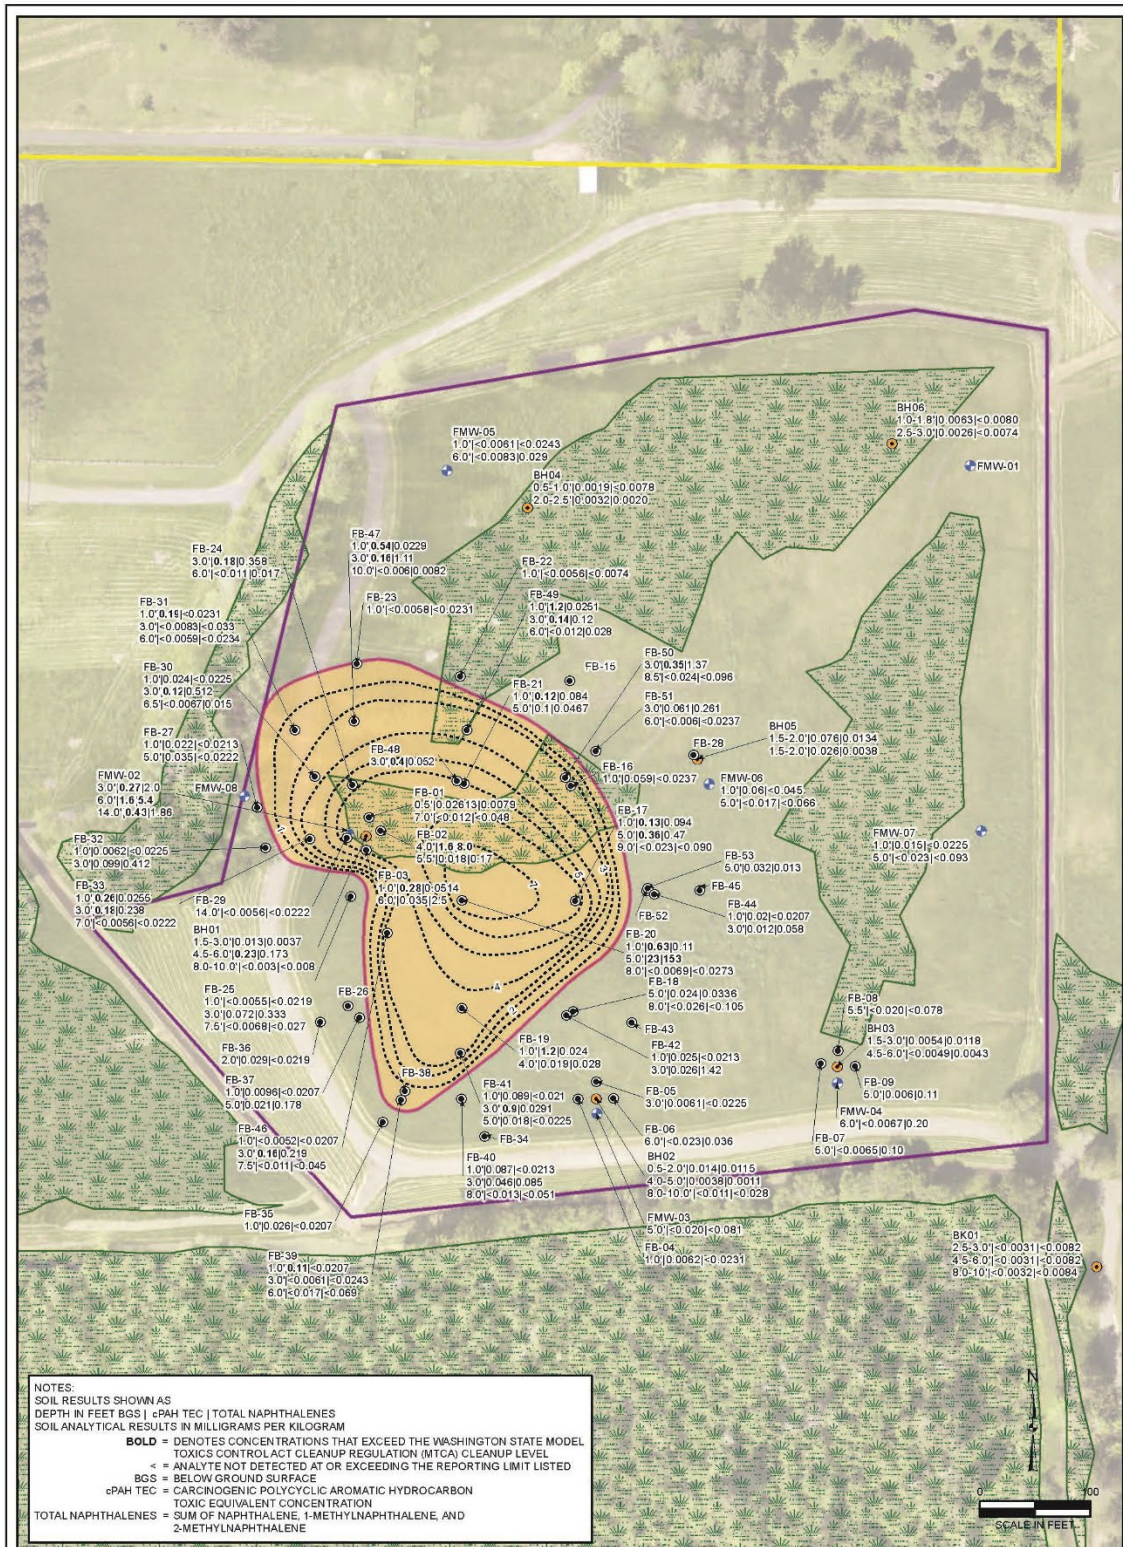 FMW-05
1.0'|<0.0061|<0.0243
6.0'|<0.0083|0.029
BH06
1.0-1.8'|0.0063|<0.0080
2.5-3.0'|0.0026|<0.0074
FMW-01
BH04
0.5-1.0'|0.0019|<0.0078
2.0-2.5'|0.0032|0.0020
FB-47
1.0'|0.54|0.0229
3.0'|0.16|1.11
10.0'|<0.006|0.0082
FB-24
3.0'|0.18|0.358
6.0'|<0.011|0.017
FB-22
1.0'|<0.0056|<0.0074
FB-23
1.0'|<0.0058|<0.0231
FB-49
1.0'|1.2|0.0251
3.0'|0.14|0.12
6.0'|<0.012|0.028
FB-31
1.0'|0.19|<0.0231
3.0'|<0.0083|<0.033
6.0'|<0.0059|<0.0234
FB-50
3.0'|0.35|1.37
8.5'|<0.024|<0.096
FB-15
FB-30
1.0'|0.024|<0.0225
3.0'|0.12|0.512
6.5'|<0.0067|0.015
FB-21
1.0'|0.12|0.084
5.0'|0.1|0.0467
FB-51
3.0'|0.061|0.261
6.0'|<0.006|<0.0237
FB-27
1.0'|0.022|<0.0213
5.0'|0.035|<0.0222
BH05
1.5-2.0'|0.076|0.0134
1.5-2.0'|0.026|0.0038
FB-28
FB-48
3.0'|0.4|0.052
FB-16
1.0'|0.059|<0.0237
FMW-02
3.0'|0.27|2.0
6.0'|1.6|5.4
14.0'|0.43|1.86
FMW-08
FMW-06
1.0'|0.06|<0.045
5.0'|<0.017|<0.066
FB-01
0.5'|0.02613|0.0079
7.0'|<0.012|<0.048
FB-17
1.0'|0.13|0.094
5.0'|0.36|0.47
9.0'|<0.023|<0.090
FB-02
4.0'|1.6|8.0
5.5'|0.018|0.17
FMW-07
1.0'|0.015|<0.0225
5.0'|<0.023|<0.093
FB-32
1.0'|0.0062|<0.0225
3.0'|0.099|0.412
FB-53
5.0'|0.032|0.013
FB-03
1.0'|0.28|0.0514
6.0'|0.035|2.5
FB-33
1.0'|0.26|0.0255
3.0'|0.18|0.238
7.0'|<0.0056|<0.0222
FB-45
FB-29
14.0'|<0.0056|<0.0222
FB-44
1.0'|0.02|<0.0207
3.0'|0.012|0.058
FB-52
BH01
1.5-3.0'|0.013|0.0037
4.5-6.0'|0.23|0.173
8.0-10.0'|<0.003|<0.008
FB-20
1.0'|0.63|0.11
5.0'|23|153
8.0'|<0.0069|<0.0273
FB-25
1.0'|<0.0055|<0.0219
3.0'|0.072|0.333
7.5'|<0.0068|<0.027
FB-26
FB-18
5.0'|0.024|0.0336
8.0'|<0.026|<0.105
FB-08
5.5'|<0.020|<0.078
FB-36
2.0'|0.029|<0.0219
FB-43
FB-19
1.0'|1.2|0.024
4.0'|0.019|0.028
FB-42
1.0'|0.025|<0.0213
3.0'|0.026|1.42
BH03
1.5-3.0'|0.0054|0.0118
4.5-6.0'|<0.0049|0.0043
FB-37
1.0'|0.0096|<0.0207
5.0'|0.021|0.178
FB-38
FB-41
1.0'|0.089|<0.021
3.0'|0.9|0.0291
5.0'|0.018|<0.0225
FB-05
3.0'|0.0061|<0.0225
FB-09
5.0'|0.006|0.11
FB-46
1.0'|<0.0052|<0.0207
3.0'|0.16|0.219
7.5'|<0.011|<0.045
FB-34
FB-06
6.0'|<0.023|0.036
FMW-04
6.0'|<0.0067|0.20
FB-07
5.0'|<0.0065|0.10
FB-40
1.0'|0.087|<0.0213
3.0'|0.046|0.085
8.0'|<0.013|<0.051
BH02
0.5-2.0'|0.014|0.0115
4.0-5.0'|0.0038|0.0011
8.0-10.0'|<0.011|<0.028
FB-35
1.0'|0.026|<0.0207
FMW-03
5.0'|<0.020|<0.081
FB-04
1.0'|0.0062|<0.0231
FB-39
1.0'|0.11|<0.0207
3.0'|<0.0061|<0.0243
6.0'|<0.017|<0.069
BK01
2.5-3.0'|<0.0031|<0.0082
4.5-6.0'|<0.0031|<0.0082
8.0-10'|<0.0032|<0.0084
1
3
5
7
4
2
NOTES:
SOIL RESULTS SHOWN AS
DEPTH IN FEET BGS | cPAH TEC | TOTAL NAPHTHALENES
SOIL ANALYTICAL RESULTS IN MILLIGRAMS PER KILOGRAM
BOLD = DENOTES CONCENTRATIONS THAT EXCEED THE WASHINGTON STATE MODEL
TOXICS CONTROL ACT CLEANUP REGULATION (MTCA) CLEANUP LEVEL
< = ANALYTE NOT DETECTED AT OR EXCEEDING THE REPORTING LIMIT LISTED
BGS = BELOW GROUND SURFACE
cPAH TEC = CARCINOGENIC POLYCYCLIC AROMATIC HYDROCARBON
TOXIC EQUIVALENT CONCENTRATION
TOTAL NAPHTHALENES = SUM OF NAPHTHALENE, 1-METHYLNAPHTHALENE, AND
2-METHYLNAPHTHALENE
N
0 100
SCALE IN FEET